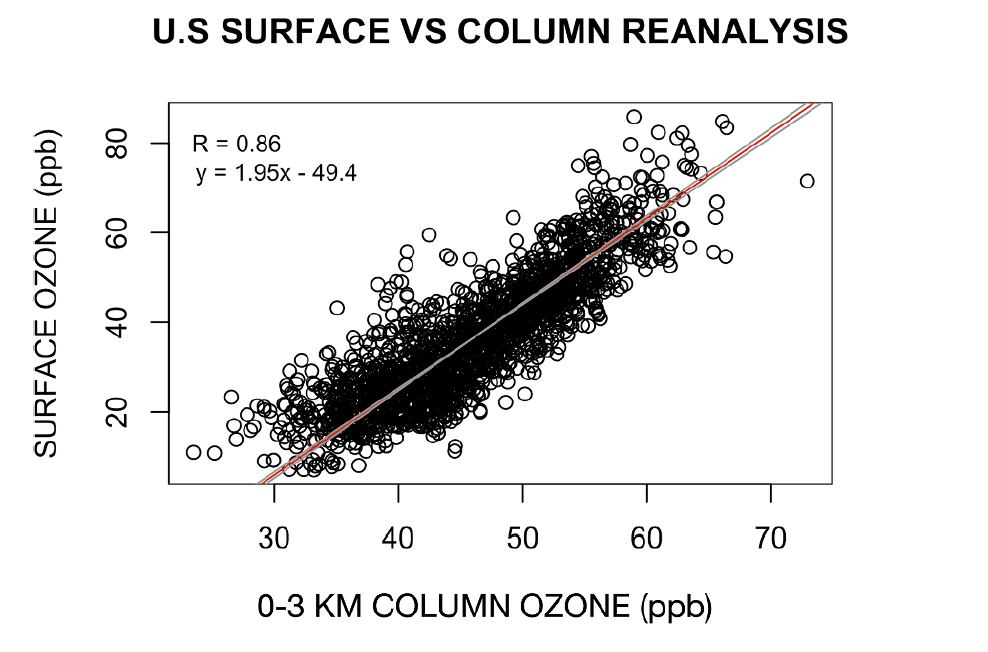 U.S SURFACE VS COLUMN REANALYSIS
R = 0.86
y = 1.95x - 49.4
SURFACE OZONE (ppb)
80
60
40
20
30 40 50 60 70
0-3 KM COLUMN OZONE (ppb)